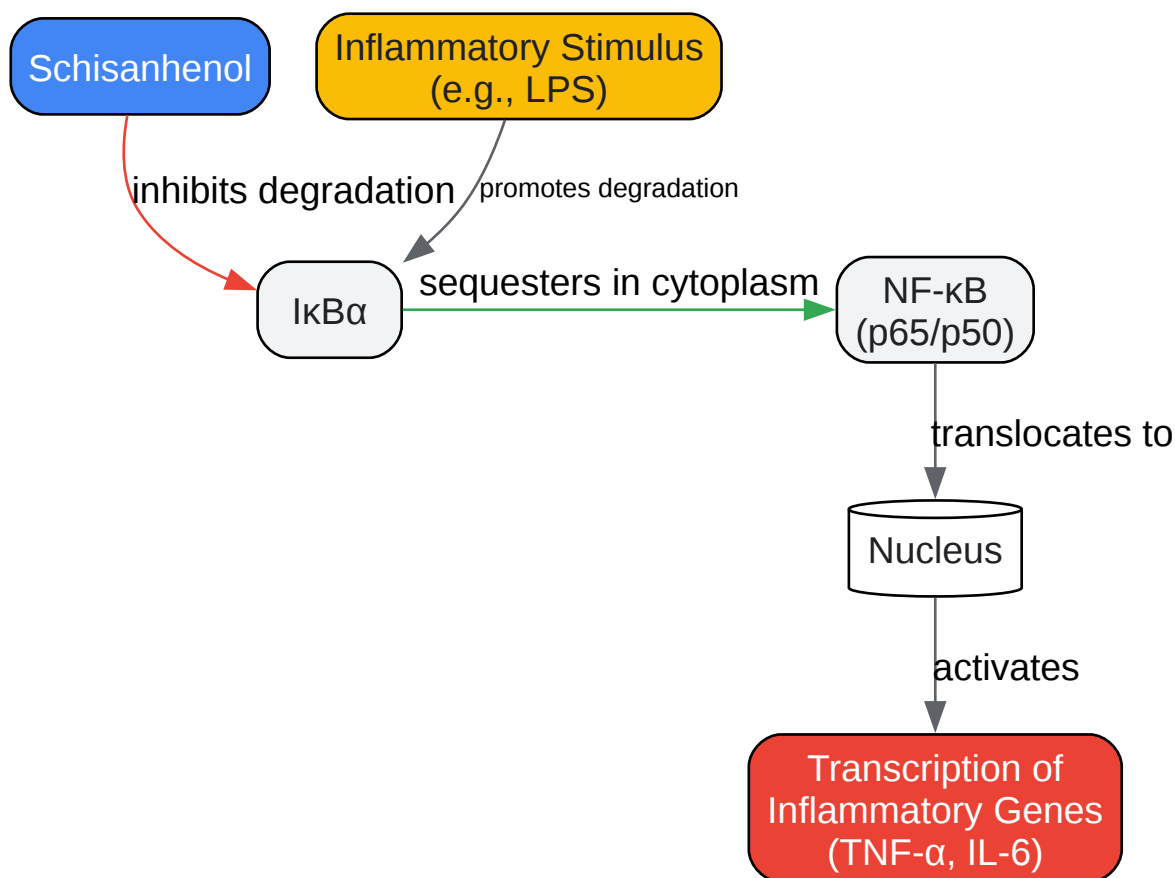 Schisanhenol
Inflammatory Stimulus
(e.g., LPS)
inhibits degradation
promotes degradation
IκBα
sequesters in cytoplasm
NF-κB
(p65/p50)
translocates to
Nucleus
activates
Transcription of
Inflammatory Genes
(TNF-α, IL-6)